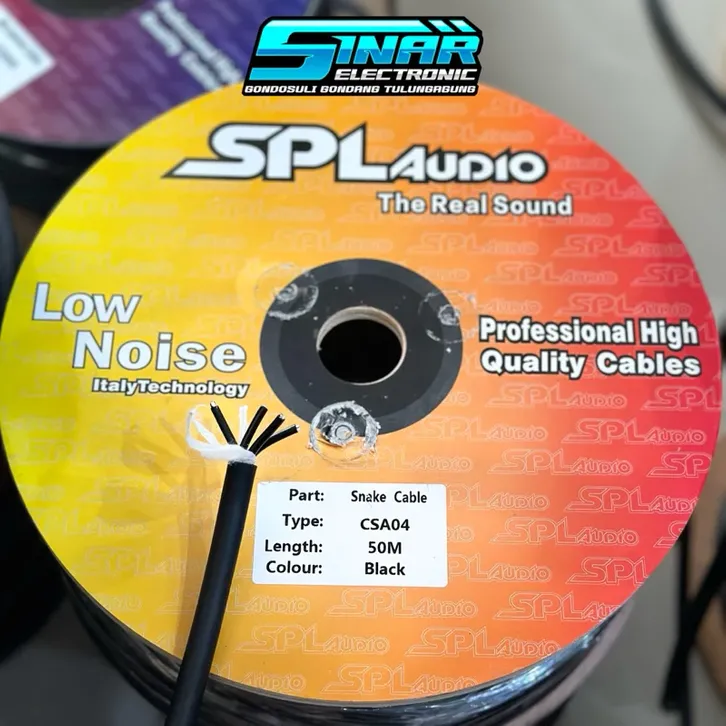 SINAR
ELECTRONIC
GONDOSULI GONDANG TULUNGAGUNG
SPL AUDIO
The Real Sound
Low
Noise
ItalyTechnology
Professional High
Quality Cables
Part: Snake Cable
Type: CSA04
Length: 50M
Colour: Black